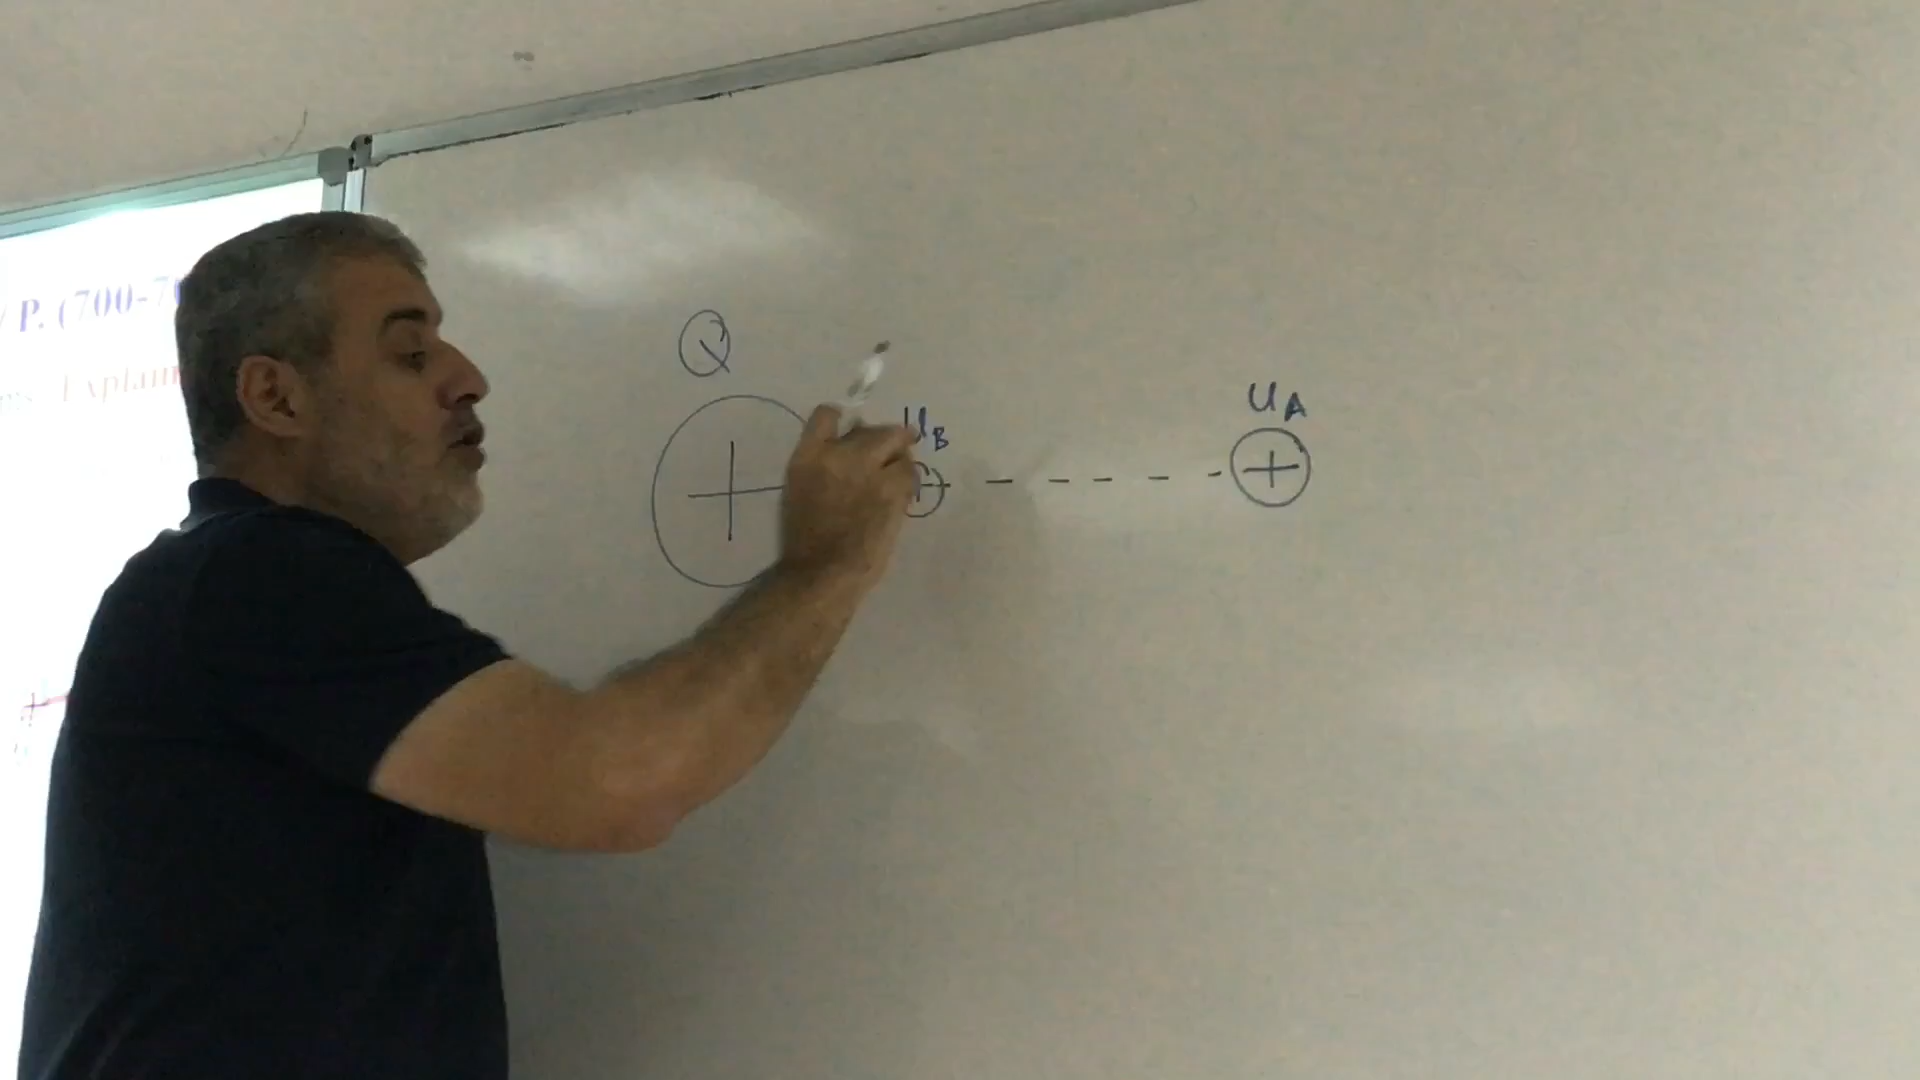 P. (700-7
Explain
Q
U_B
U_A
+
+
+